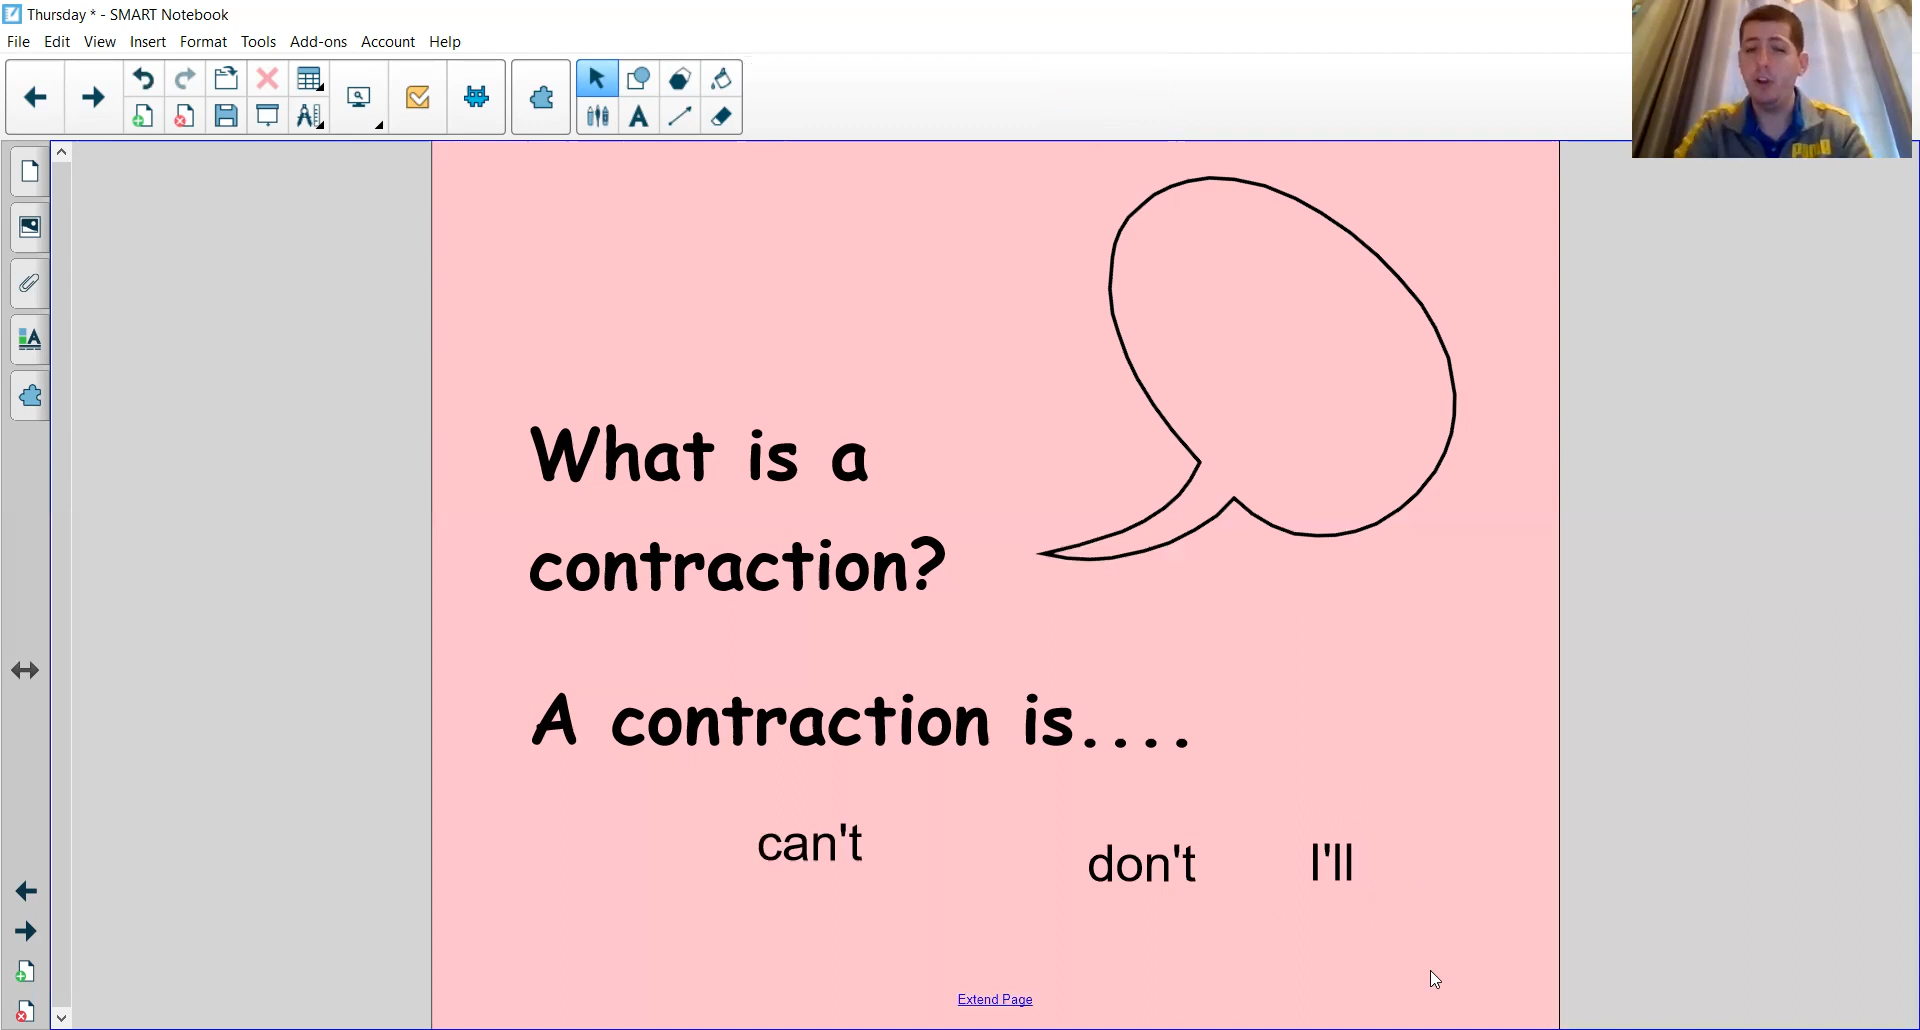 Thursday * - SMART Notebook
File Edit View Insert Format Tools Add-ons Account Help
What is a
contraction?
A contraction is....
can't don't I'll
Extend Page